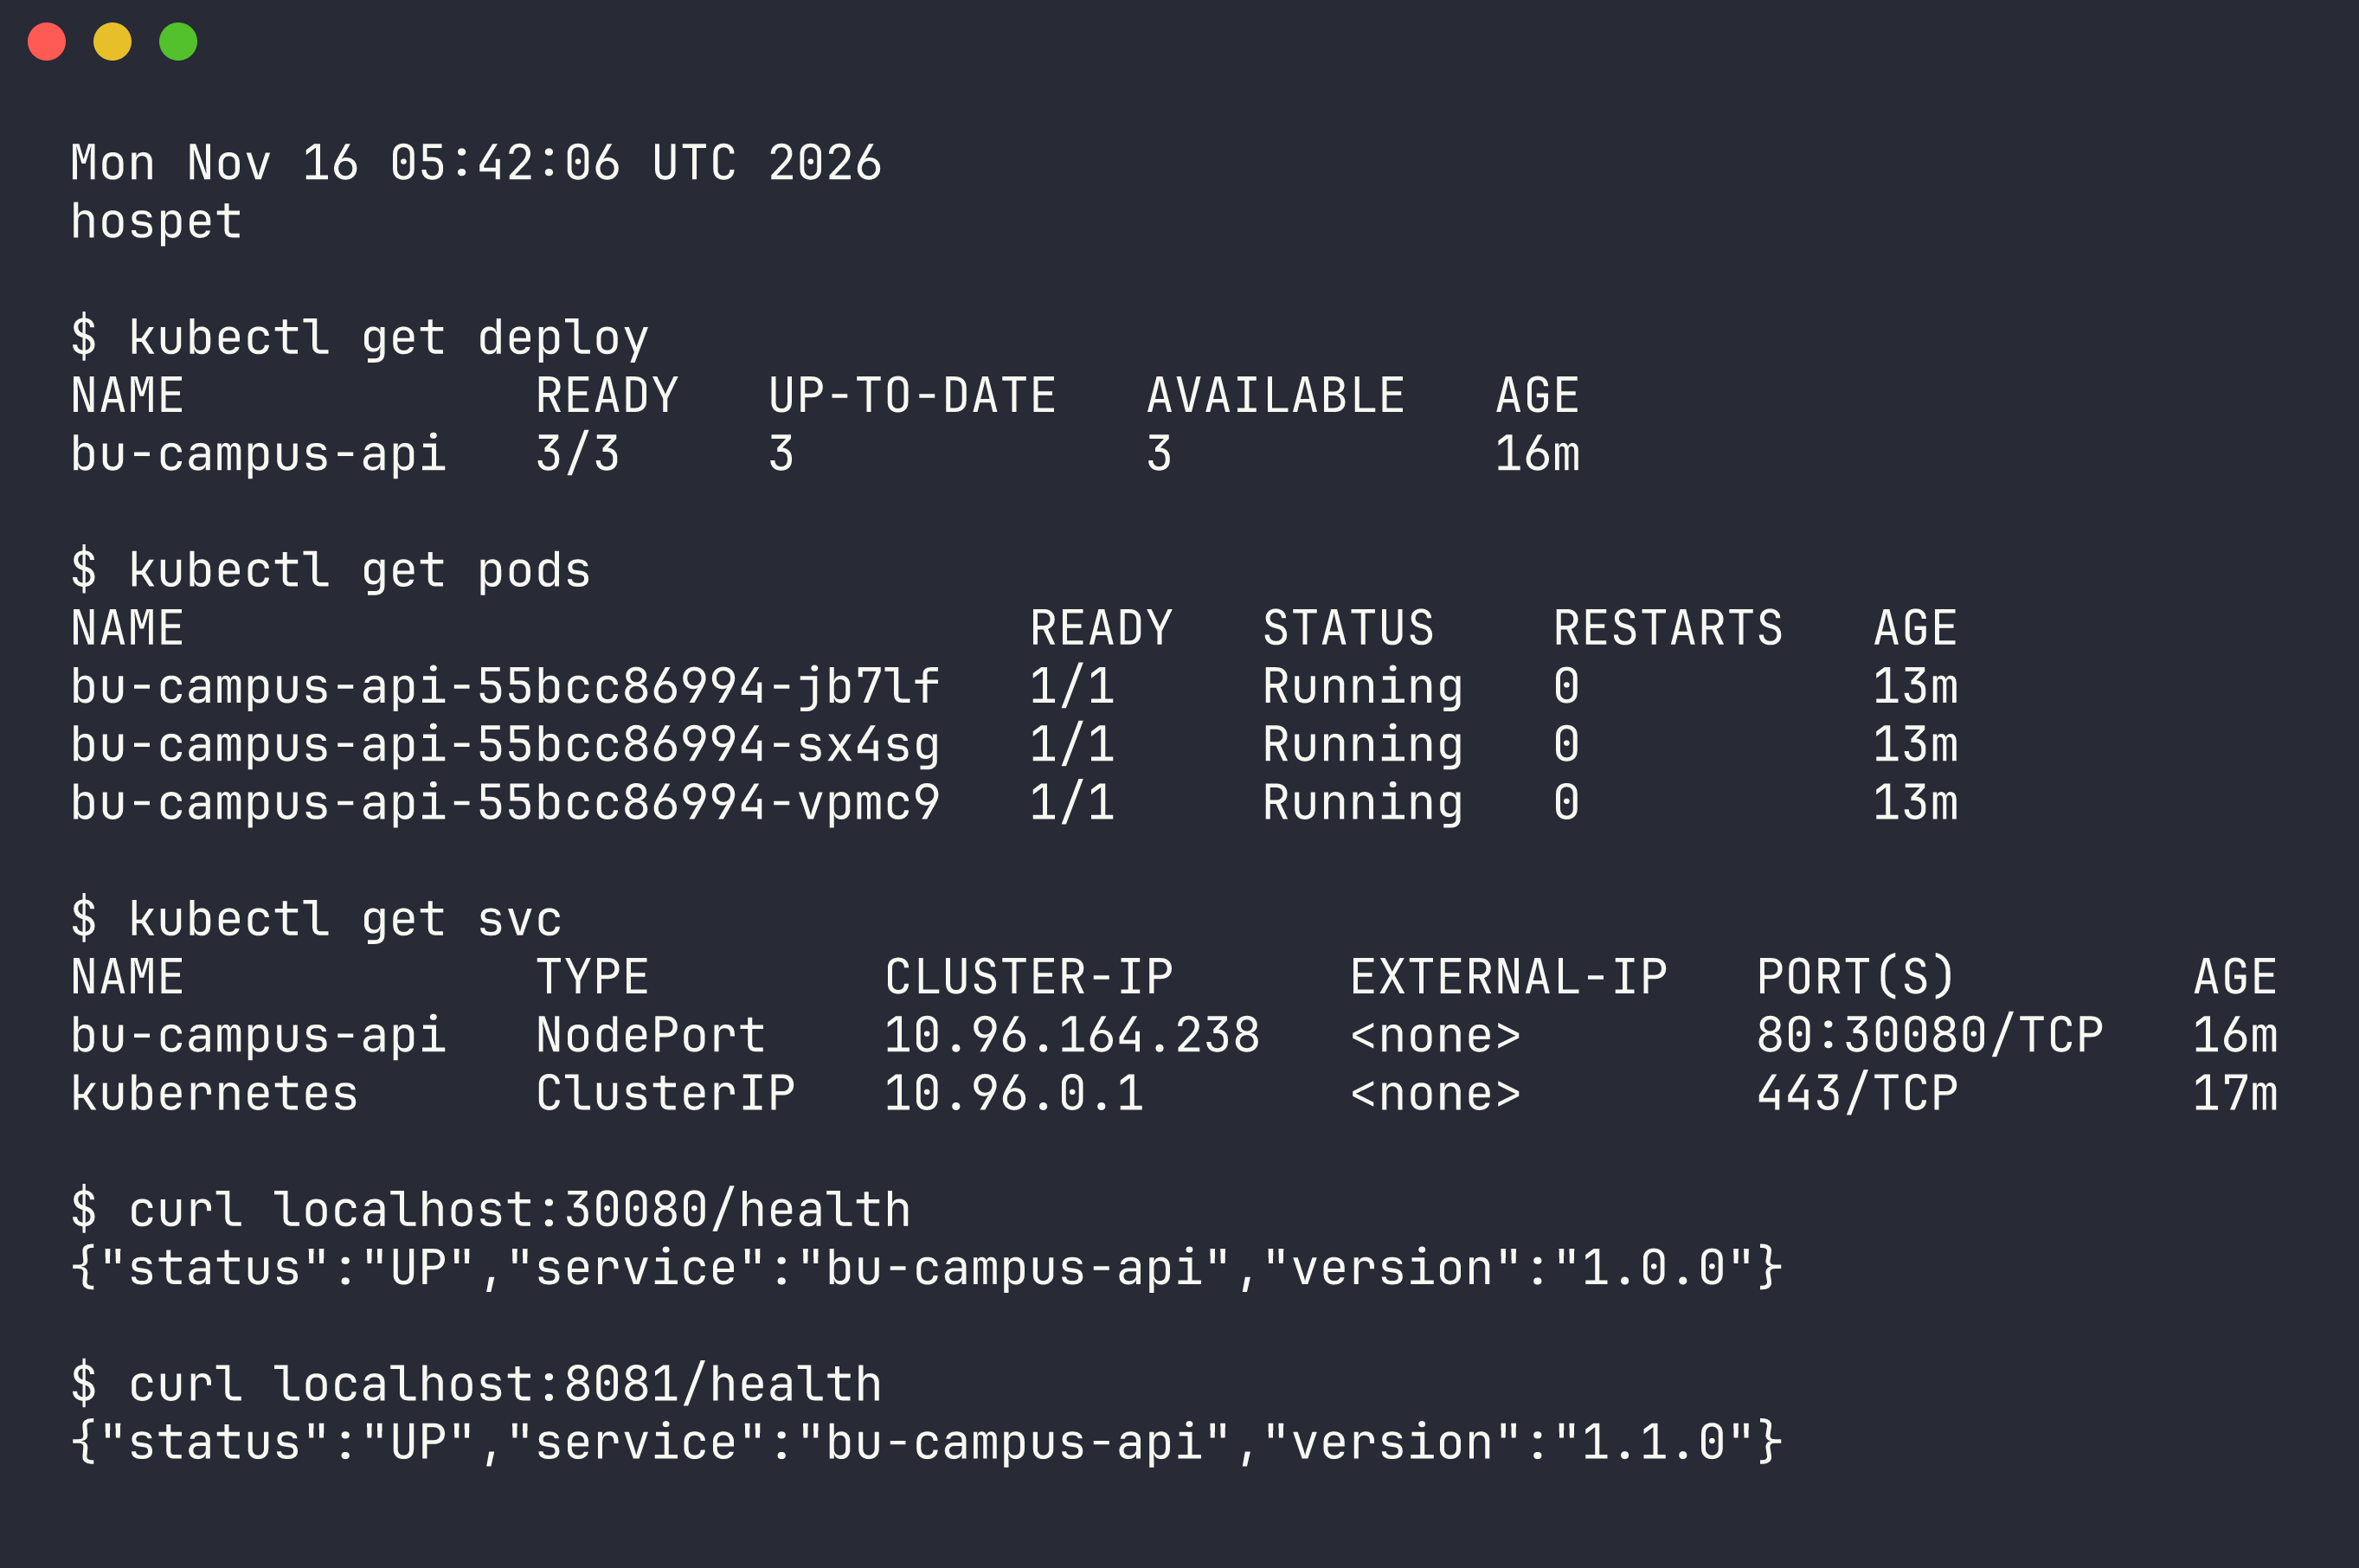 Mon Nov 16 05:42:06 UTC 2026
hospet

$ kubectl get deploy
NAME            READY   UP-TO-DATE   AVAILABLE   AGE
bu-campus-api   3/3     3            3           16m

$ kubectl get pods
NAME                             READY   STATUS    RESTARTS   AGE
bu-campus-api-55bcc86994-jb7lf   1/1     Running   0          13m
bu-campus-api-55bcc86994-sx4sg   1/1     Running   0          13m
bu-campus-api-55bcc86994-vpmc9   1/1     Running   0          13m

$ kubectl get svc
NAME            TYPE        CLUSTER-IP      EXTERNAL-IP   PORT(S)        AGE
bu-campus-api   NodePort    10.96.164.238   <none>        80:30080/TCP   16m
kubernetes      ClusterIP   10.96.0.1       <none>        443/TCP        17m

$ curl localhost:30080/health
{"status":"UP","service":"bu-campus-api","version":"1.0.0"}

$ curl localhost:8081/health
{"status":"UP","service":"bu-campus-api","version":"1.1.0"}